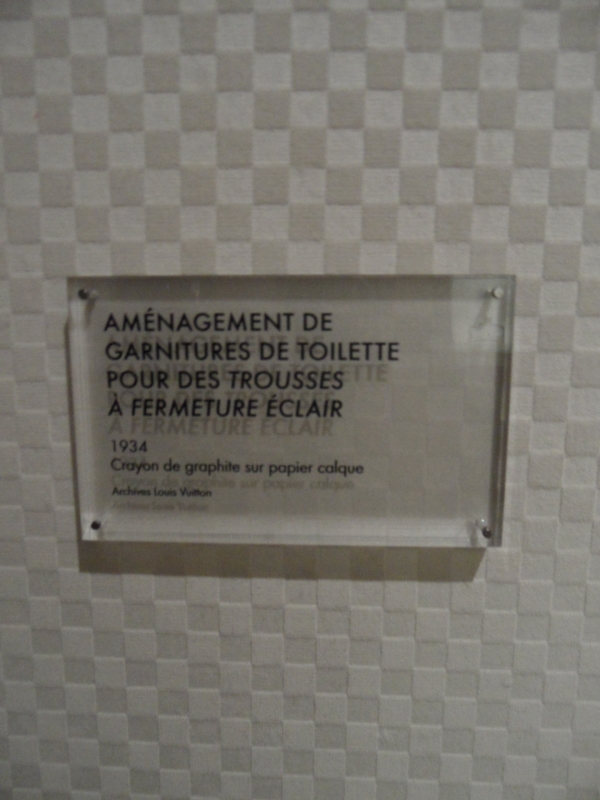 AMÉNAGEMENT DE
GARNITURES DE TOILETTE
POUR DES TROUSSES
À FERMETURE ÉCLAIR
1934
Crayon de graphite sur papier calque
Archives Louis Vuitton